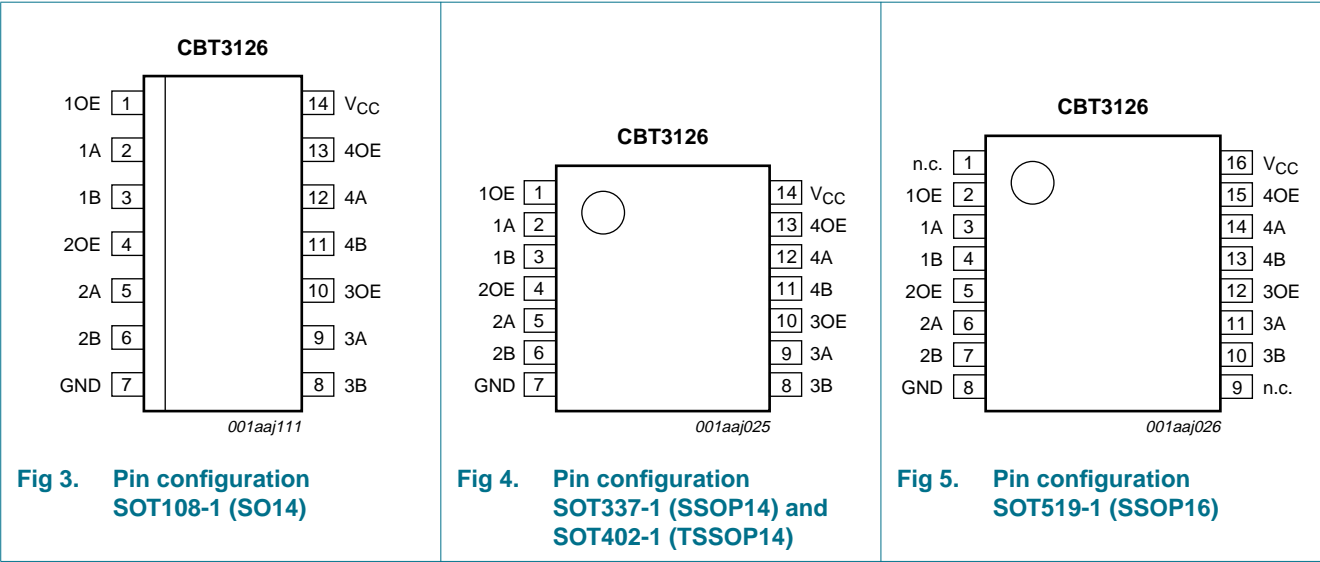 CBT3126
1OE 1 14 VCC
1A 2 13 4OE
1B 3 12 4A
2OE 4 11 4B
2A 5 10 3OE
2B 6 9 3A
GND 7 8 3B
001aaj111
Fig 3. Pin configuration
SOT108-1 (SO14)
CBT3126
1OE 1 14 VCC
1A 2 13 4OE
1B 3 12 4A
2OE 4 11 4B
2A 5 10 3OE
2B 6 9 3A
GND 7 8 3B
001aaj025
Fig 4. Pin configuration
SOT337-1 (SSOP14) and
SOT402-1 (TSSOP14)
CBT3126
n.c. 1 16 VCC
1OE 2 15 4OE
1A 3 14 4A
1B 4 13 4B
2OE 5 12 3OE
2A 6 11 3A
2B 7 10 3B
GND 8 9 n.c.
001aaj026
Fig 5. Pin configuration
SOT519-1 (SSOP16)